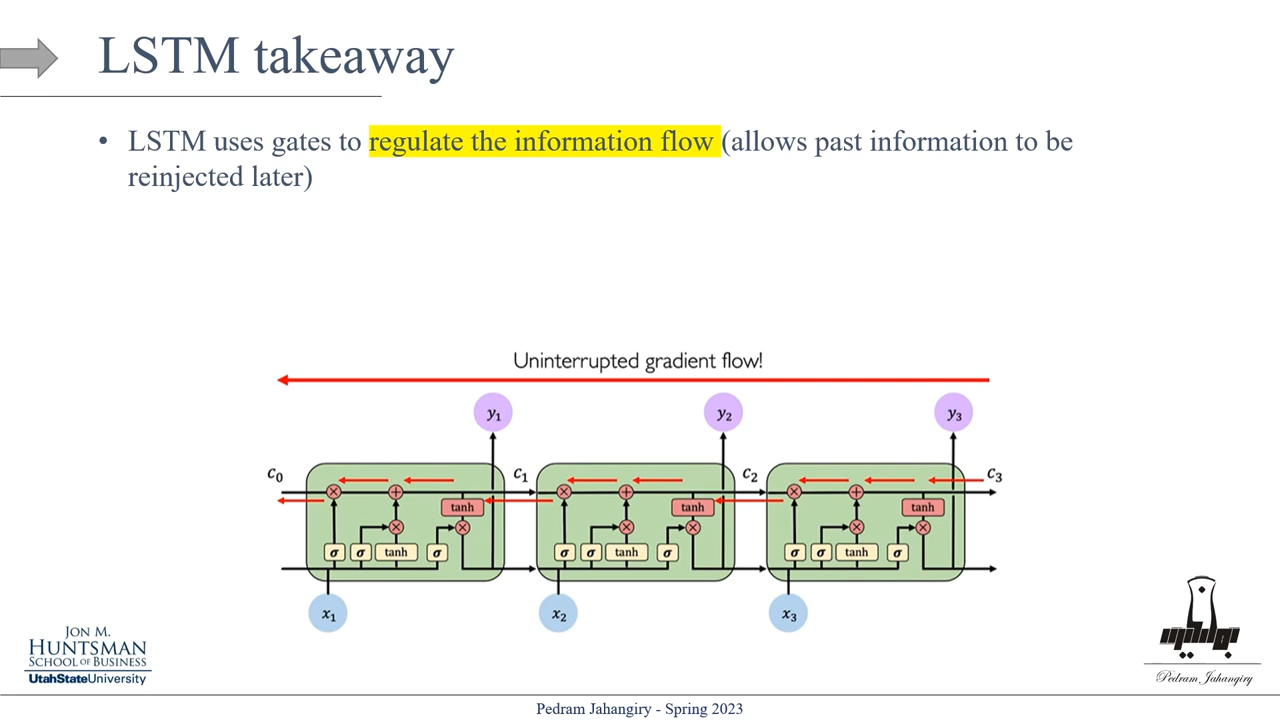 LSTM takeaway
• LSTM uses gates to regulate the information flow (allows past information to be
reinjected later)
Uninterrupted gradient flow!
y₁ y₂ y₃
c₀ c₁ c₂ c₃
tanh tanh tanh
σ σ tanh σ σ σ tanh σ σ σ tanh σ
x₁ x₂ x₃
JON M.
HUNTSMAN
SCHOOL OF BUSINESS
UtahStateUniversity
Pedram Jahangiry
Pedram Jahangiry - Spring 2023